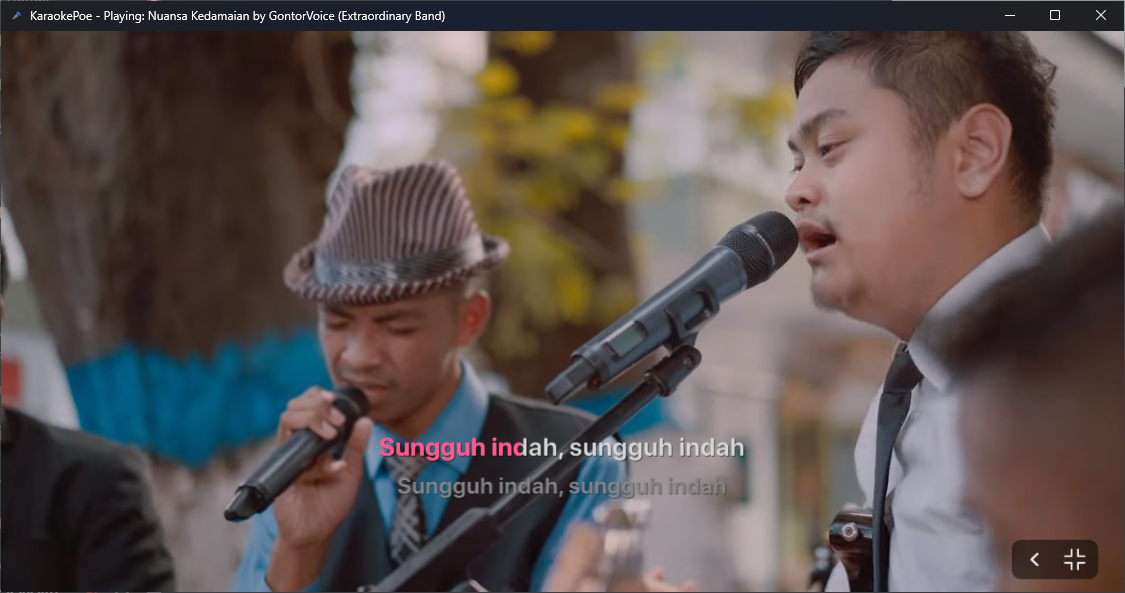 KaraokePoe - Playing: Nuansa Kedamaian by GontorVoice (Extraordinary Band)
Sungguh indah, sungguh indah
Sungguh indah, sungguh indah